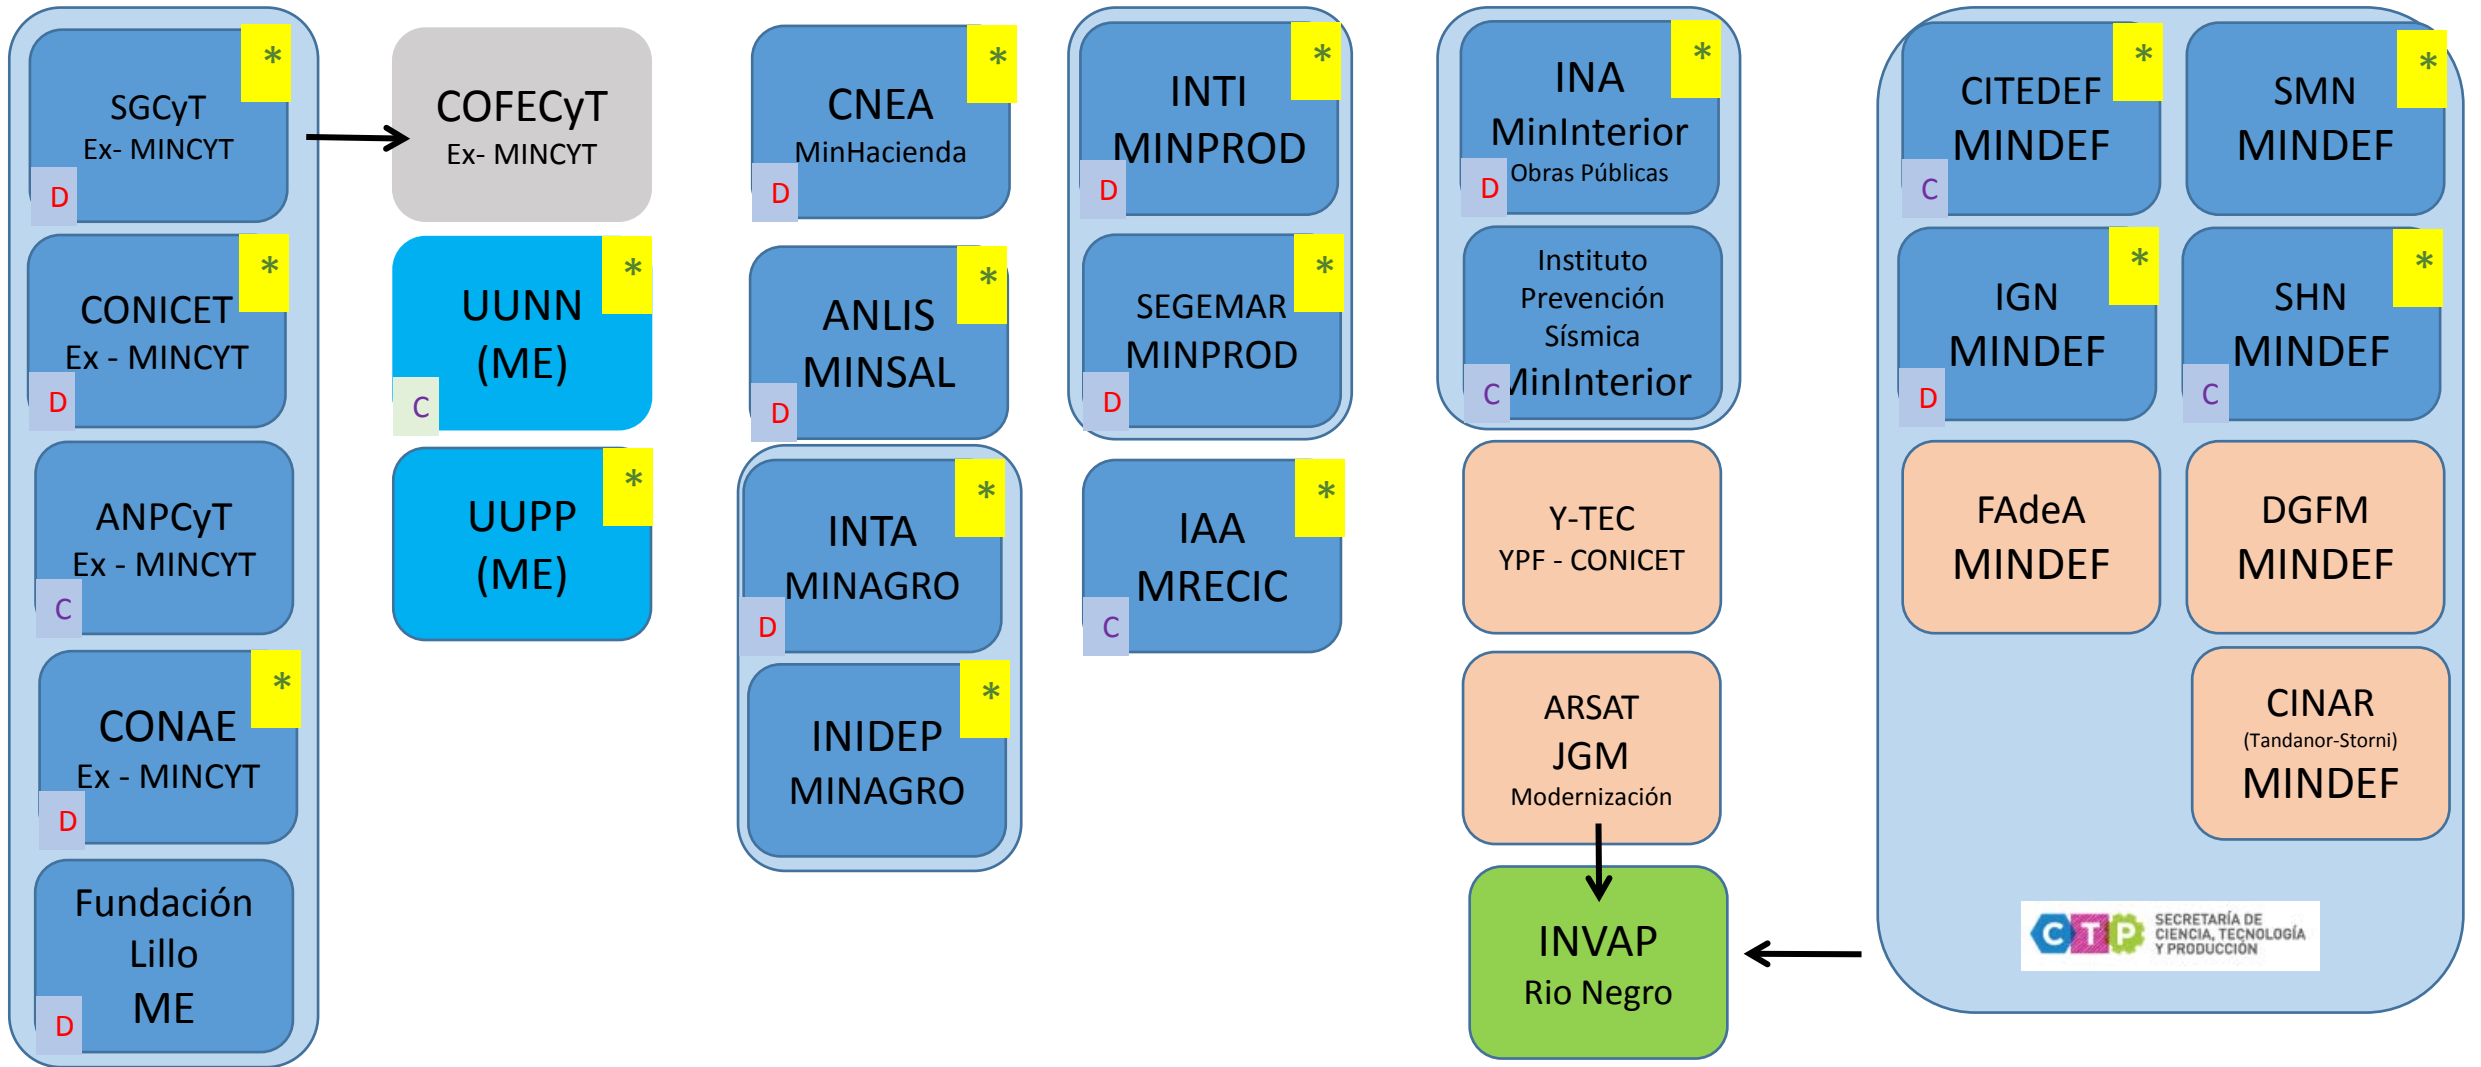 *
SGCyT
Ex- MINCYT
D
*
CONICET
Ex - MINCYT
D
ANPCyT
Ex - MINCYT
C
*
CONAE
Ex - MINCYT
D
Fundación
Lillo
ME
D
COFECyT
Ex- MINCYT
*
UUNN
(ME)
C
*
UUPP
(ME)
*
CNEA
MinHacienda
D
*
ANLIS
MINSAL
D
*
INTA
MINAGRO
D
*
INIDEP
MINAGRO
*
INTI
MINPROD
D
*
SEGEMAR
MINPROD
D
*
IAA
MRECIC
C
*
INA
MinInterior
Obras Públicas
D
Instituto
Prevención
Sísmica
MinInterior
C
Y-TEC
YPF - CONICET
ARSAT
JGM
Modernización
INVAP
Rio Negro
*
CITEDEF
MINDEF
C
*
SMN
MINDEF
*
IGN
MINDEF
D
*
SHN
MINDEF
C
FAdeA
MINDEF
DGFM
MINDEF
CINAR
(Tandanor-Storni)
MINDEF
CTP
SECRETARÍA DE
CIENCIA, TECNOLOGÍA
Y PRODUCCIÓN